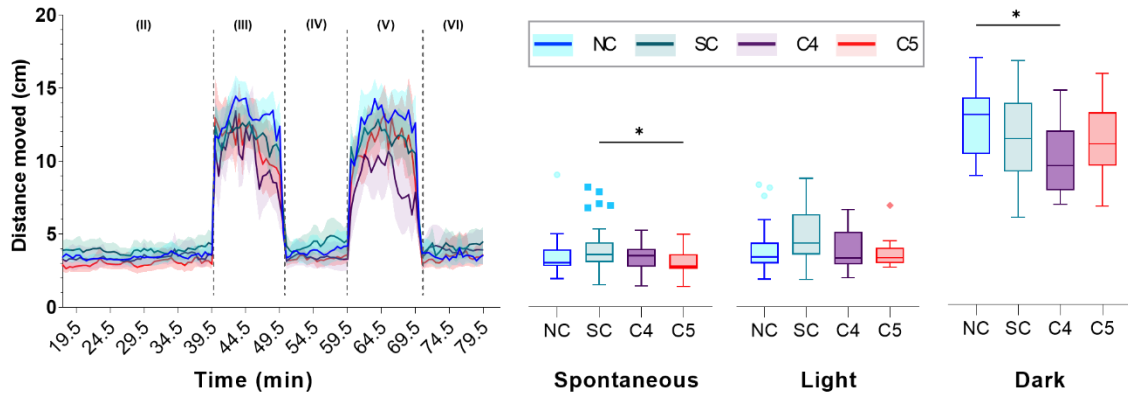 (II) (III) (IV) (V) (VI)
NC SC C4 C5
*
*
Distance moved (cm)
20
15
10
5
0
19.5 24.5 29.5 34.5 39.5 44.5 49.5 54.5 59.5 64.5 69.5 74.5 79.5
Time (min)
NC SC C4 C5
Spontaneous
NC SC C4 C5
Light
NC SC C4 C5
Dark